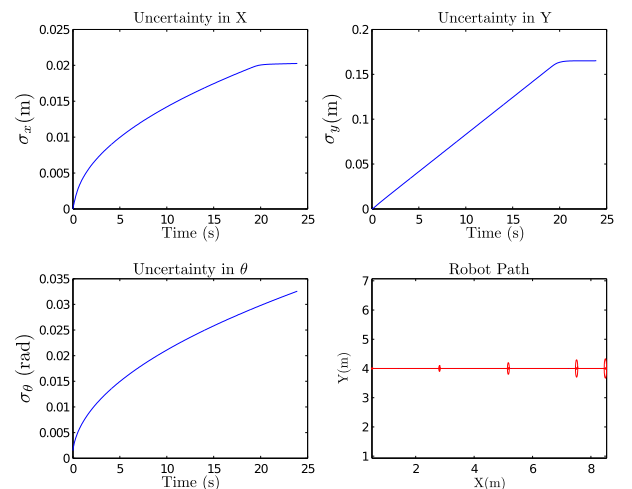 Uncertainty in X
0.025
0.02
0.015
0.01
0.005
0
σx(m)
0 5 10 15 20 25
Time (s)
Uncertainty in Y
0.2
0.15
0.1
0.05
0
σy(m)
0 5 10 15 20 25
Time (s)
Uncertainty in θ
0.035
0.03
0.025
0.02
0.015
0.01
0.005
0
σθ (rad)
0 5 10 15 20 25
Time (s)
Robot Path
7
6
5
4
3
2
1
Y(m)
2 4 6 8
X(m)